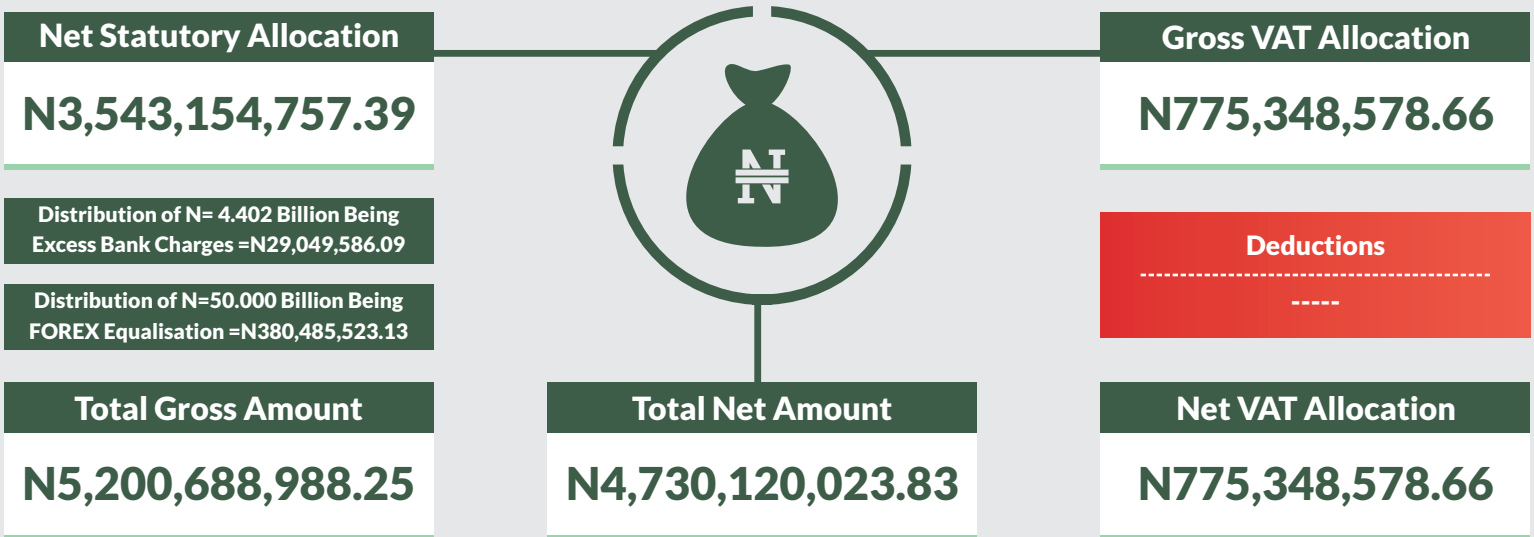 Net Statutory Allocation
N3,543,154,757.39
Distribution of N= 4.402 Billion Being
Excess Bank Charges =N29,049,586.09
Distribution of N=50.000 Billion Being
FOREX Equalisation =N380,485,523.13
Total Gross Amount
N5,200,688,988.25
₦
Total Net Amount
N4,730,120,023.83
Gross VAT Allocation
N775,348,578.66
Deductions
-----
Net VAT Allocation
N775,348,578.66